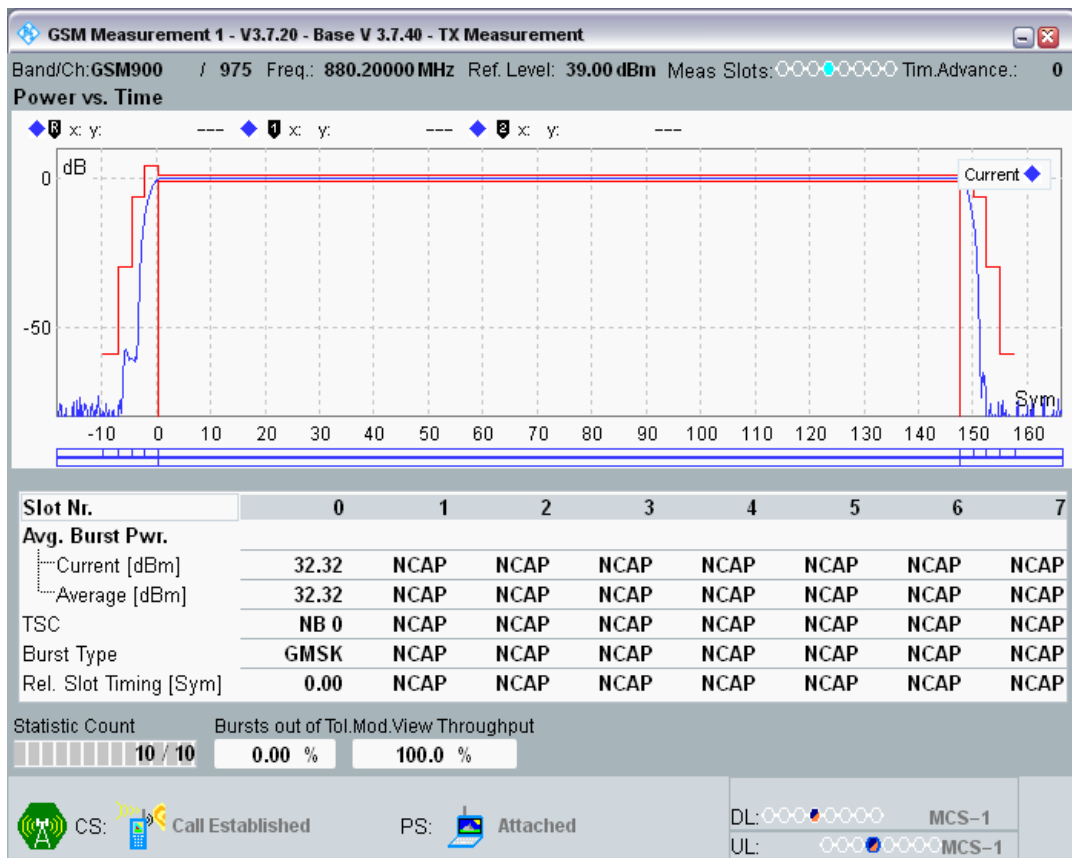 GSM Measurement 1 - V3.7.20 - Base V 3.7.40 - TX Measurement
Band/Ch:GSM900 / 975 Freq.: 880.20000 MHz Ref. Level: 39.00 dBm Meas Slots: Tim.Advance.: 0
Power vs. Time
R x: y: --- 1 x: y: --- 2 x: y: ---
dB
Current
0
-50
Sym
-10 0 10 20 30 40 50 60 70 80 90 100 110 120 130 140 150 160
Slot Nr. 0 1 2 3 4 5 6 7
Avg. Burst Pwr.
Current [dBm] 32.32 NCAP NCAP NCAP NCAP NCAP NCAP NCAP
Average [dBm] 32.32 NCAP NCAP NCAP NCAP NCAP NCAP NCAP
TSC NB 0 NCAP NCAP NCAP NCAP NCAP NCAP NCAP
Burst Type GMSK NCAP NCAP NCAP NCAP NCAP NCAP NCAP
Rel. Slot Timing [Sym] 0.00 NCAP NCAP NCAP NCAP NCAP NCAP NCAP
Statistic Count Bursts out of Tol.Mod.View Throughput
10 / 10 0.00 % 100.0 %
CS: Call Established PS: Attached
DL: MCS-1
UL: MCS-1